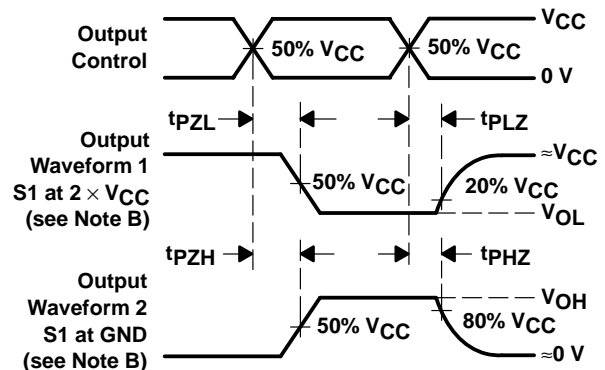 Output
Control
50% VCC
50% VCC
VCC
0 V
tPZL
tPLZ
Output
Waveform 1
S1 at 2 × VCC
(see Note B)
50% VCC
20% VCC
≈VCC
VOL
tPZH
tPHZ
Output
Waveform 2
S1 at GND
(see Note B)
50% VCC
80% VCC
VOH
≈0 V